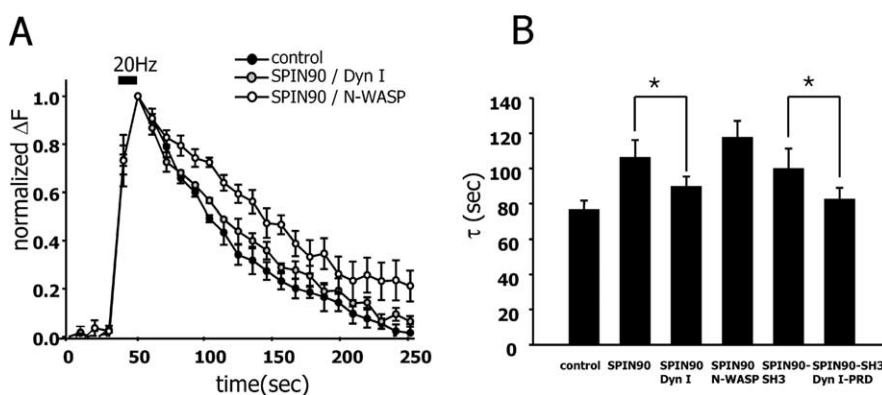 A
B
20Hz
control
SPIN90 / Dyn I
SPIN90 / N-WASP
normalized ΔF
1.0
0.8
0.6
0.4
0.2
0.0
0
50
100
150
200
250
time(sec)
τ (sec)
140
120
100
80
60
40
20
0
*
*
control
SPIN90
SPIN90
Dyn I
SPIN90
N-WASP
SPIN90-
SH3
SPIN90-SH3
Dyn I-PRD